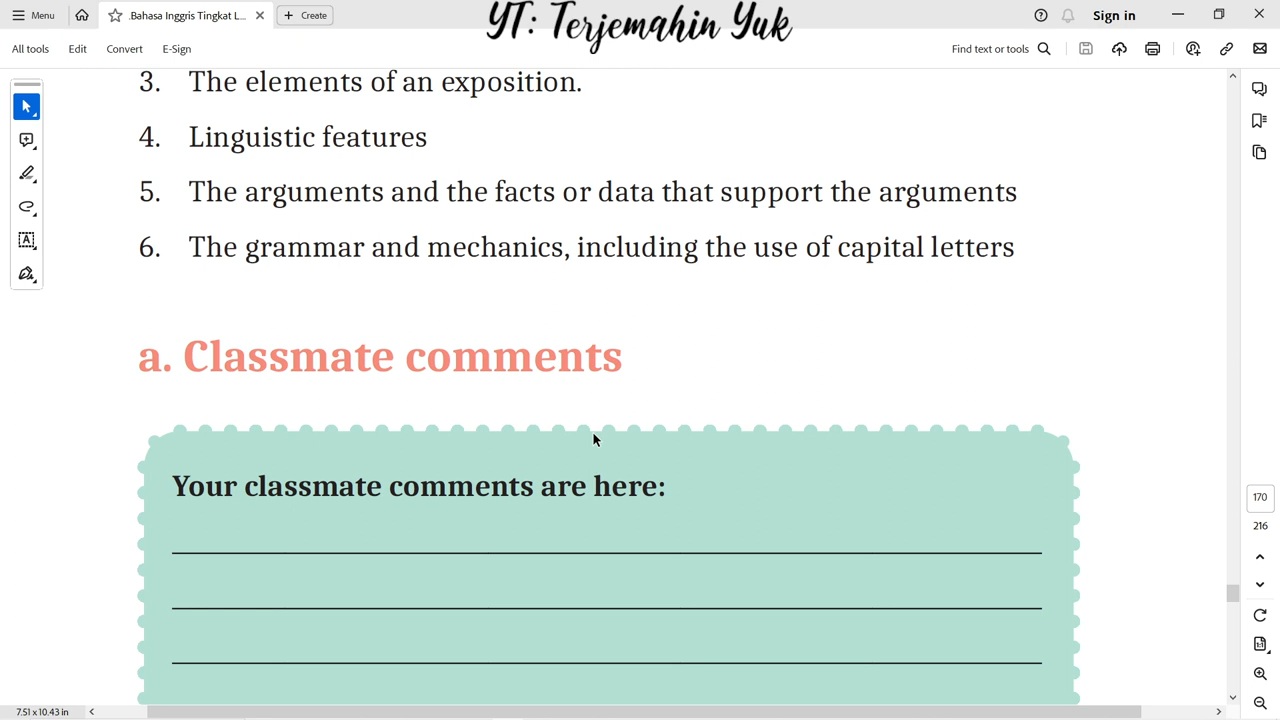 Menu
.Bahasa Inggris Tingkat L...
Create
YT: Terjemahin Yuk
Sign in
All tools
Edit
Convert
E-Sign
Find text or tools
3. The elements of an exposition.
4. Linguistic features
5. The arguments and the facts or data that support the arguments
6. The grammar and mechanics, including the use of capital letters
a. Classmate comments
Your classmate comments are here:
170
216
7.51 x 10.43 in